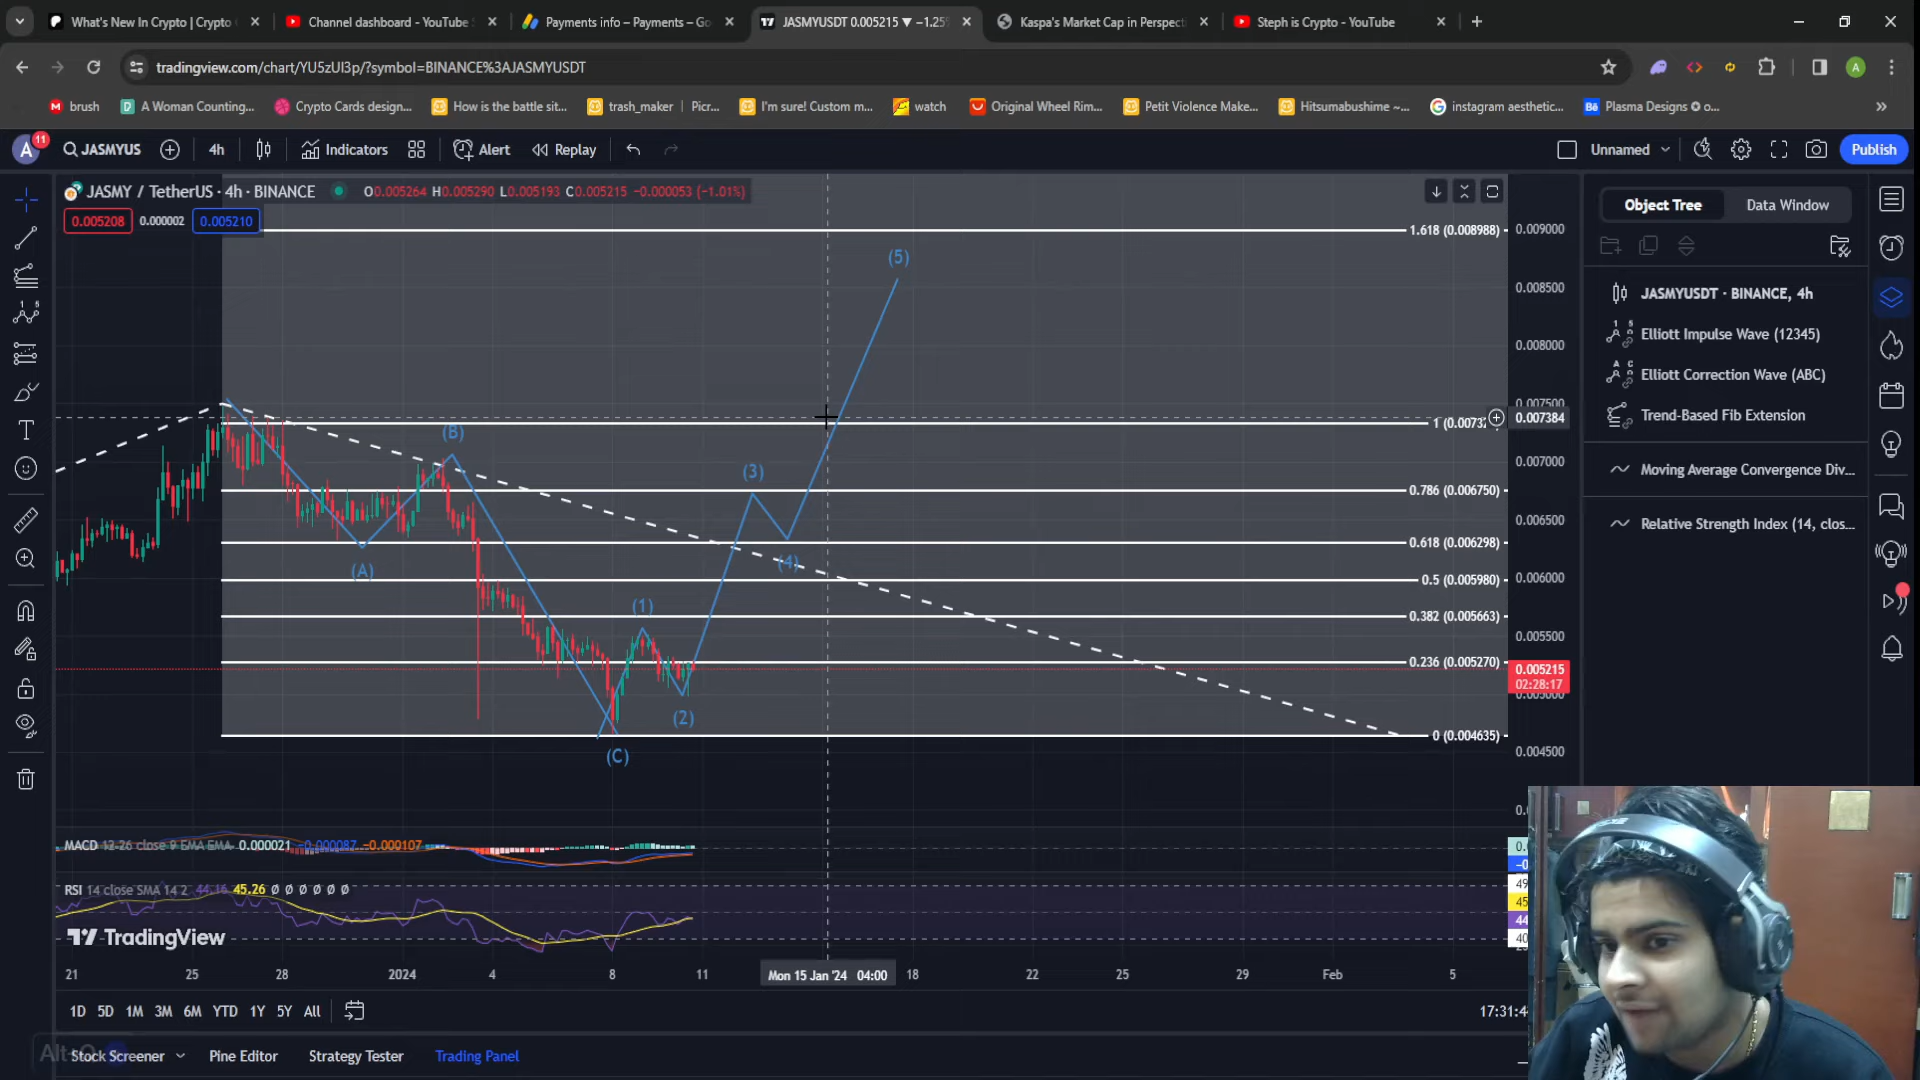 What's New In Crypto | Crypto
Channel dashboard - YouTube
Payments info – Payments – Go
JASMYUSDT 0.005215 ▼ −1.25
Kaspa's Market Cap in Perspect
Steph is Crypto - YouTube
tradingview.com/chart/YU5zUI3p/?symbol=BINANCE%3AJASMYUSDT
A
brush
A Woman Counting...
Crypto Cards design...
How is the battle sit...
trash_maker | Picr...
I'm sure! Custom m...
watch
Original Wheel Rim...
Petit Violence Make...
Hitsumabushime ~...
instagram aesthetic...
Plasma Designs ✪ o...
A 11
JASMYUS
4h
Indicators
Alert
Replay
Unnamed
Publish
JASMY / TetherUS · 4h · BINANCE
O0.005264 H0.005290 L0.005193 C0.005215 −0.000053 (−1.01%)
0.005208 0.000002 0.005210
Object Tree
Data Window
JASMYUSDT · BINANCE, 4h
Elliott Impulse Wave (12345)
Elliott Correction Wave (ABC)
Trend-Based Fib Extension
Moving Average Convergence Div...
Relative Strength Index (14, clos...
1.618 (0.008988)
0.009000
(5)
0.008500
0.008000
0.007500
0.007384
(B)
0.007000
(3)
0.786 (0.006750)
0.006500
0.618 (0.006298)
(A)
(4)
0.5 (0.005980)
0.006000
(1)
0.382 (0.005663)
0.005500
0.236 (0.005270)
0.005215
02:28:17
(2)
0 (0.004635)
0.004500
(C)
MACD 12 26 close 9 EMA EMA 0.000021 −0.000087 −0.000107
RSI 14 close SMA 14 2 44.16 45.26 Ø Ø Ø Ø Ø Ø
TradingView
21 25 28 2024 4 8 11 Mon 15 Jan '24 04:00 18 22 25 29 Feb 5
1D 5D 1M 3M 6M YTD 1Y 5Y All
Stock Screener
Pine Editor
Strategy Tester
Trading Panel